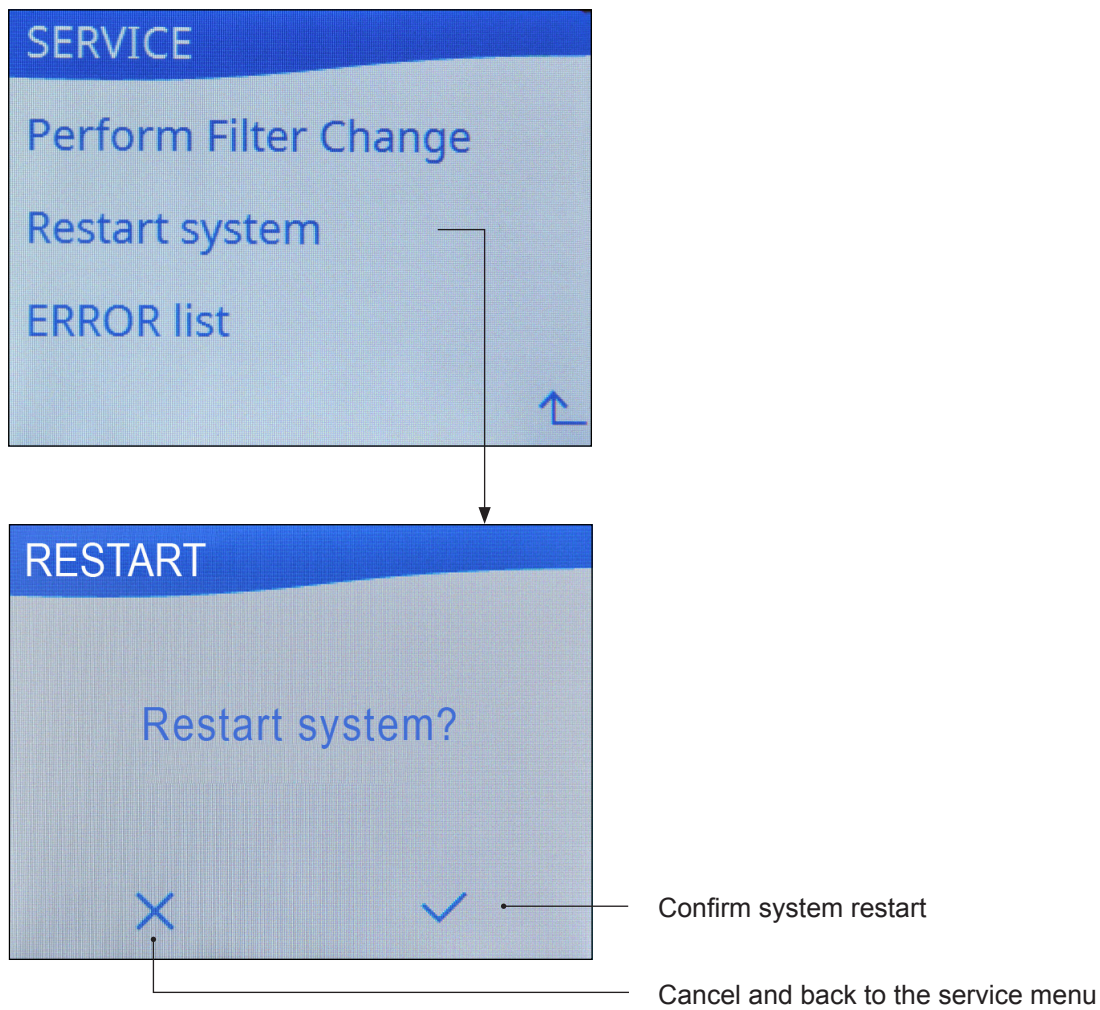 SERVICE
Perform Filter Change
Restart system
ERROR list
RESTART
Restart system?
Confirm system restart
Cancel and back to the service menu